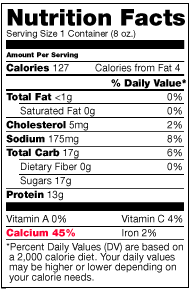 Nutrition Facts
Serving Size 1 Container (8 oz.)
Amount Per Serving
Calories 127 Calories from Fat 4
% Daily Value*
Total Fat <1g 0%
Saturated Fat 0g 0%
Cholesterol 5mg 2%
Sodium 175mg 8%
Total Carb 17g 6%
Dietary Fiber 0g 0%
Sugars 17g
Protein 13g
Vitamin A 0% Vitamin C 4%
Calcium 45% Iron 2%
*Percent Daily Values (DV) are based on
a 2,000 calorie diet. Your daily values
may be higher or lower depending on
your calorie needs.